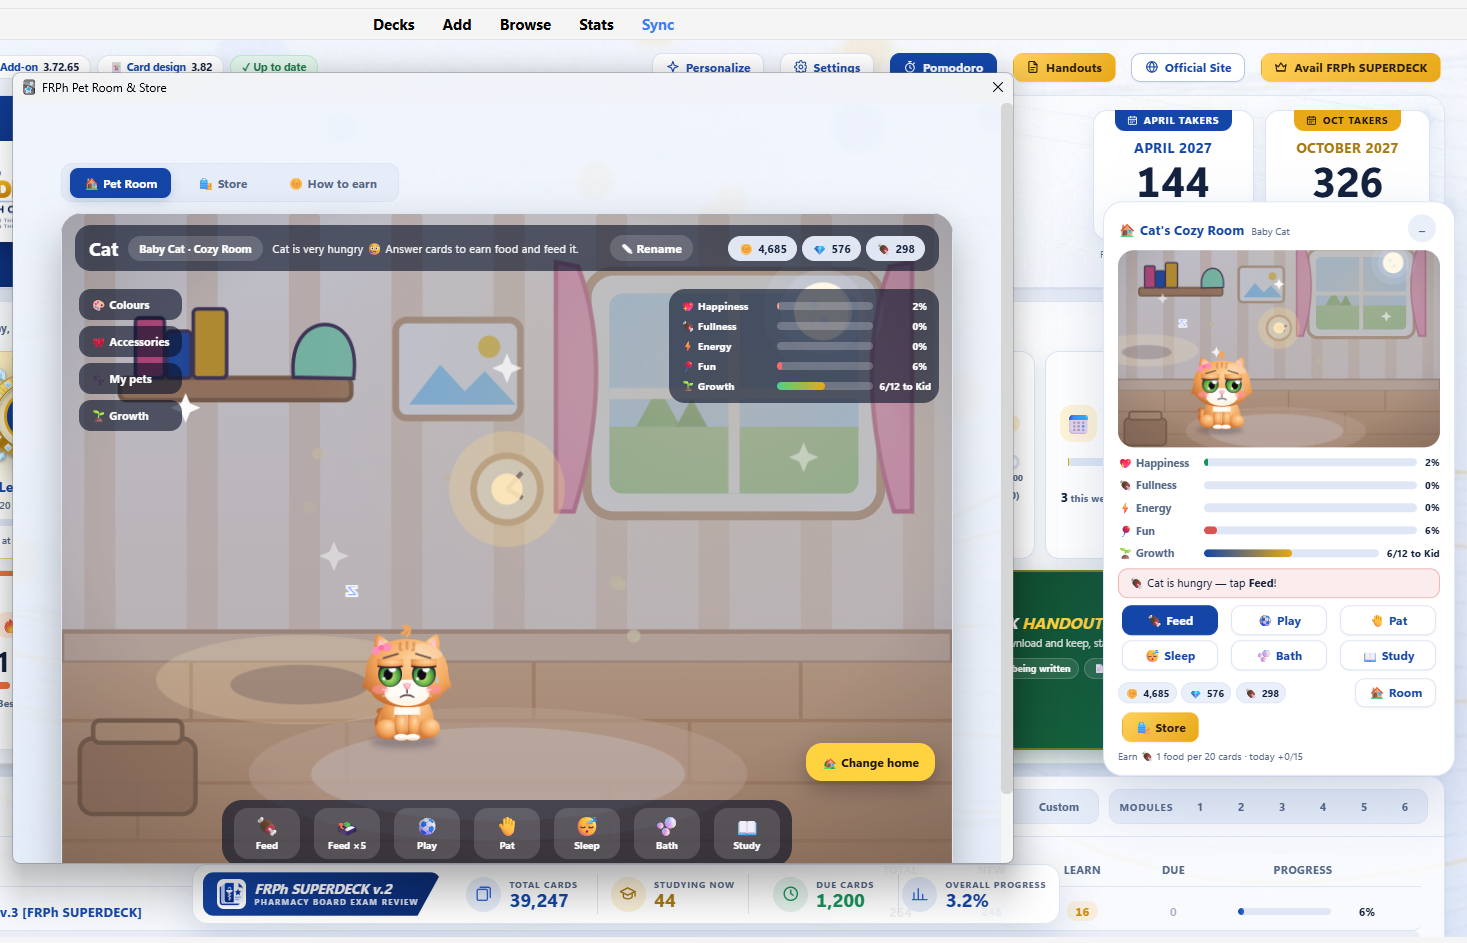 Decks Add Browse Stats Sync
Add-on 3.72.65 Card design 3.82 ✓ Up to date
Personalize Settings Pomodoro Handouts Official Site Avail FRPh SUPERDECK
FRPh Pet Room & Store
Pet Room Store How to earn
Cat Baby Cat · Cozy Room Cat is very hungry Answer cards to earn food and feed it. Rename 4,685 576 298
Colours
Accessories
My pets
Growth
Happiness 2%
Fullness 0%
Energy 0%
Fun 6%
Growth 6/12 to Kid
Change home
Feed Feed ×5 Play Pat Sleep Bath Study
APRIL TAKERS
APRIL 2027
144
OCT TAKERS
OCTOBER 2027
326
Cat's Cozy Room Baby Cat
Happiness 2%
Fullness 0%
Energy 0%
Fun 6%
Growth 6/12 to Kid
Cat is hungry — tap Feed!
Feed Play Pat
Sleep Bath Study
4,685 576 298 Room
Store
Earn 1 food per 20 cards · today +0/15
3 this we
HANDOUT
being written
Custom MODULES 1 2 3 4 5 6
LEARN DUE PROGRESS
16 0 6%
v.3 [FRPh SUPERDECK]
FRPh SUPERDECK v.2
PHARMACY BOARD EXAM REVIEW
TOTAL CARDS
39,247
STUDYING NOW
44
DUE CARDS
1,200
OVERALL PROGRESS
3.2%